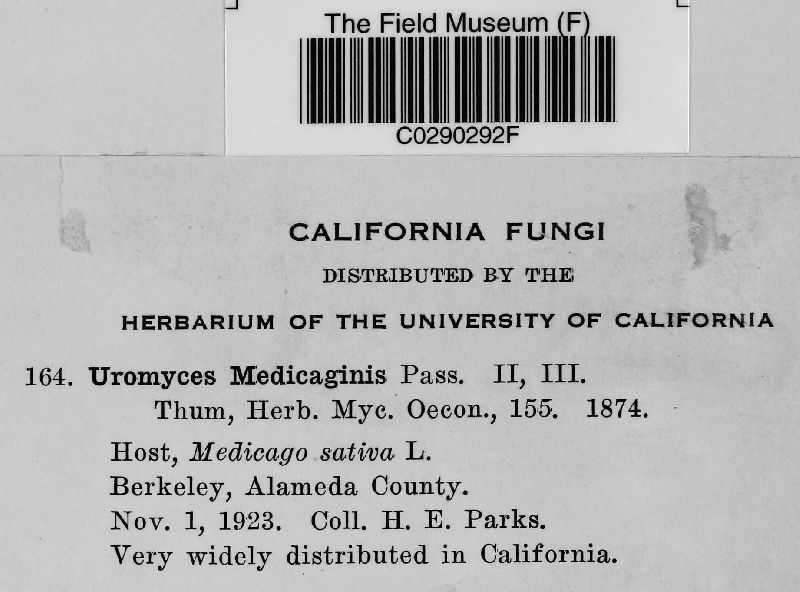 The Field Museum (F)
C0290292F
CALIFORNIA FUNGI
DISTRIBUTED BY THE
HERBARIUM OF THE UNIVERSITY OF CALIFORNIA
164. Uromyces Medicaginis Pass. II, III.
Thum, Herb. Myc. Oecon., 155. 1874.
Host, Medicago sativa L.
Berkeley, Alameda County.
Nov. 1, 1923. Coll. H. E. Parks.
Very widely distributed in California.